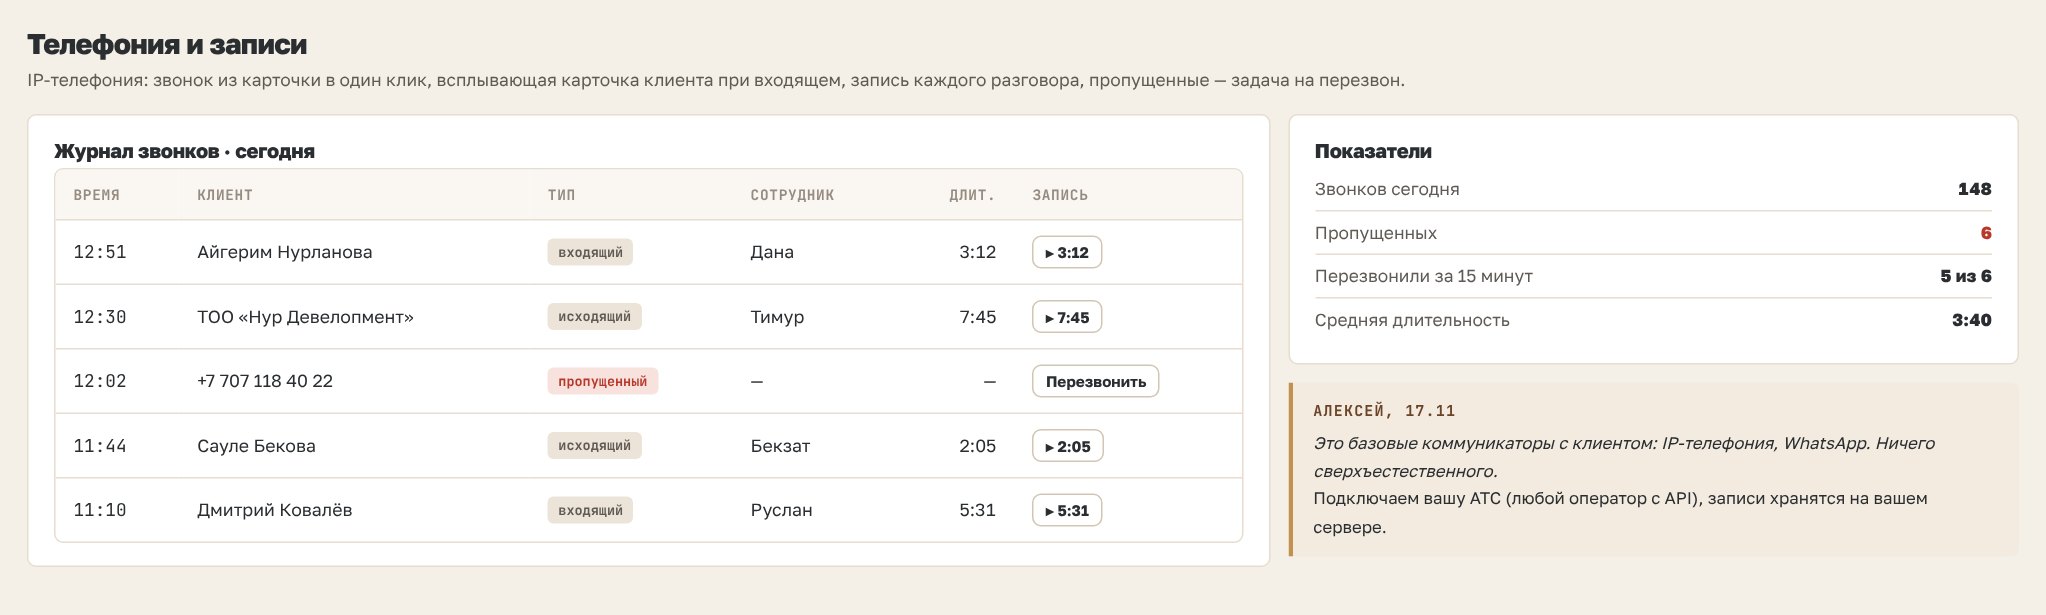 Телефония и записи
IP-телефония: звонок из карточки в один клик, всплывающая карточка клиента при входящем, запись каждого разговора, пропущенные — задача на перезвон.
Журнал звонков · сегодня
ВРЕМЯ КЛИЕНТ ТИП СОТРУДНИК ДЛИТ. ЗАПИСЬ
12:51 Айгерим Нурланова входящий Дана 3:12 ▸ 3:12
12:30 ТОО «Нур Девелопмент» исходящий Тимур 7:45 ▸ 7:45
12:02 +7 707 118 40 22 пропущенный — — Перезвонить
11:44 Сауле Бекова исходящий Бекзат 2:05 ▸ 2:05
11:10 Дмитрий Ковалёв входящий Руслан 5:31 ▸ 5:31
Показатели
Звонков сегодня 148
Пропущенных 6
Перезвонили за 15 минут 5 из 6
Средняя длительность 3:40
АЛЕКСЕЙ, 17.11
Это базовые коммуникаторы с клиентом: IP-телефония, WhatsApp. Ничего
сверхъестественного.
Подключаем вашу АТС (любой оператор с API), записи хранятся на вашем
сервере.